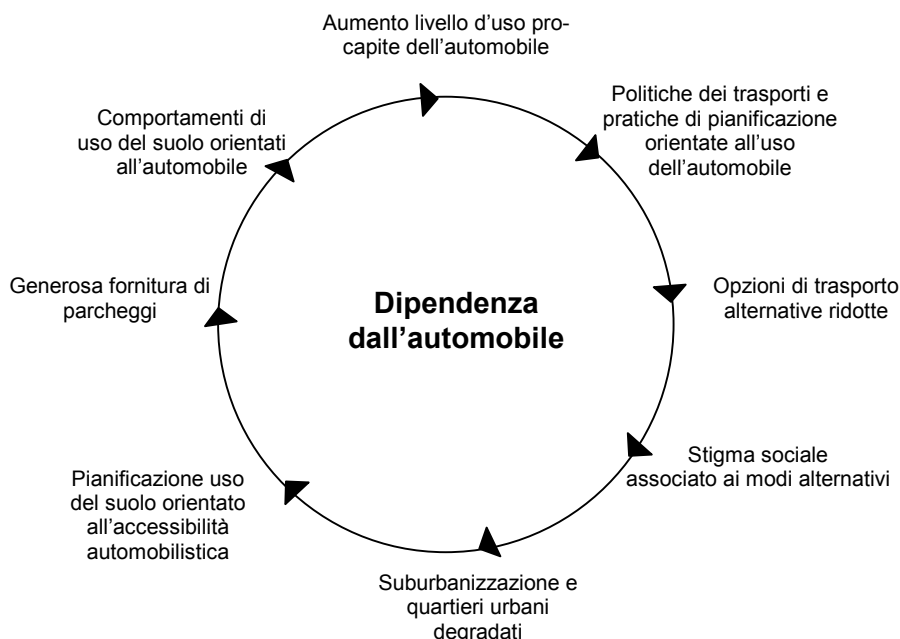 Aumento livello d'uso pro-
capite dell'automobile
Politiche dei trasporti e
pratiche di pianificazione
orientate all'uso
dell'automobile
Opzioni di trasporto
alternative ridotte
Stigma sociale
associato ai modi alternativi
Suburbanizzazione e
quartieri urbani
degradati
Pianificazione uso
del suolo orientato
all'accessibilità
automobilistica
Generosa fornitura di
parcheggi
Comportamenti di
uso del suolo orientati
all'automobile
Dipendenza
dall'automobile